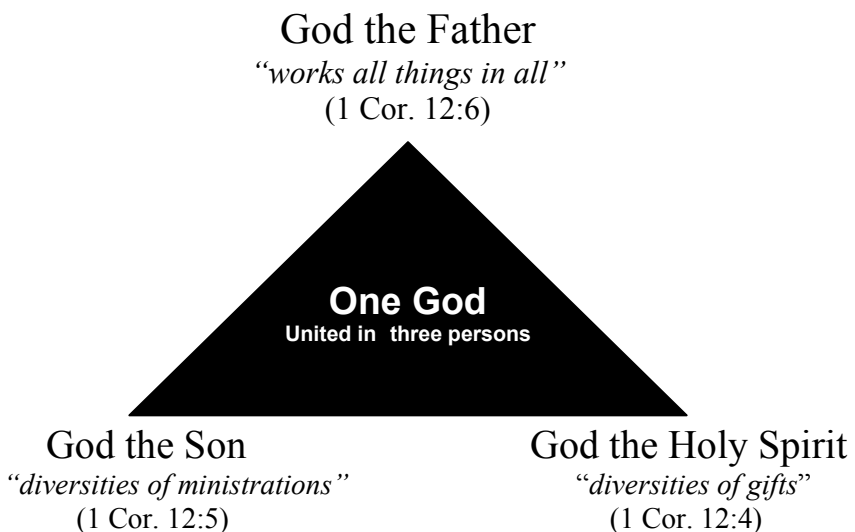 God the Father
“works all things in all”
(1 Cor. 12:6)
One God
United in three persons
God the Son
“diversities of ministrations”
(1 Cor. 12:5)
God the Holy Spirit
“diversities of gifts”
(1 Cor. 12:4)